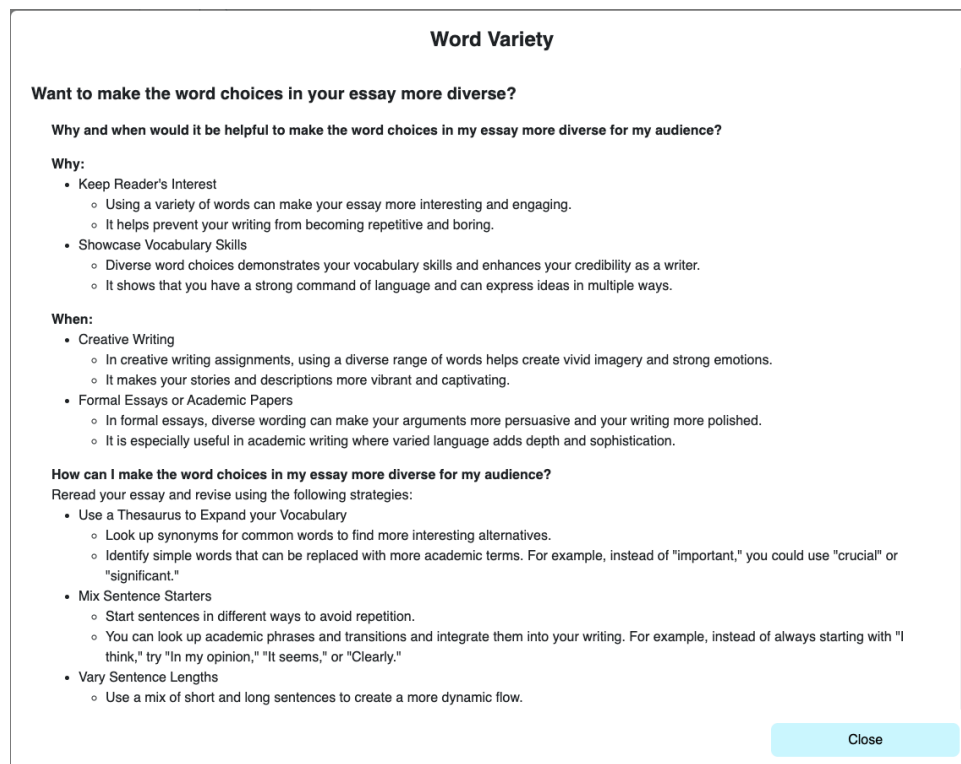 Word Variety
Want to make the word choices in your essay more diverse?
Why and when would it be helpful to make the word choices in my essay more diverse for my audience?
Why:
• Keep Reader's Interest
◦ Using a variety of words can make your essay more interesting and engaging.
◦ It helps prevent your writing from becoming repetitive and boring.
• Showcase Vocabulary Skills
◦ Diverse word choices demonstrates your vocabulary skills and enhances your credibility as a writer.
◦ It shows that you have a strong command of language and can express ideas in multiple ways.
When:
• Creative Writing
◦ In creative writing assignments, using a diverse range of words helps create vivid imagery and strong emotions.
◦ It makes your stories and descriptions more vibrant and captivating.
• Formal Essays or Academic Papers
◦ In formal essays, diverse wording can make your arguments more persuasive and your writing more polished.
◦ It is especially useful in academic writing where varied language adds depth and sophistication.
How can I make the word choices in my essay more diverse for my audience?
Reread your essay and revise using the following strategies:
• Use a Thesaurus to Expand your Vocabulary
◦ Look up synonyms for common words to find more interesting alternatives.
◦ Identify simple words that can be replaced with more academic terms. For example, instead of "important," you could use "crucial" or
"significant."
• Mix Sentence Starters
◦ Start sentences in different ways to avoid repetition.
◦ You can look up academic phrases and transitions and integrate them into your writing. For example, instead of always starting with "I
think," try "In my opinion," "It seems," or "Clearly."
• Vary Sentence Lengths
◦ Use a mix of short and long sentences to create a more dynamic flow.
Close